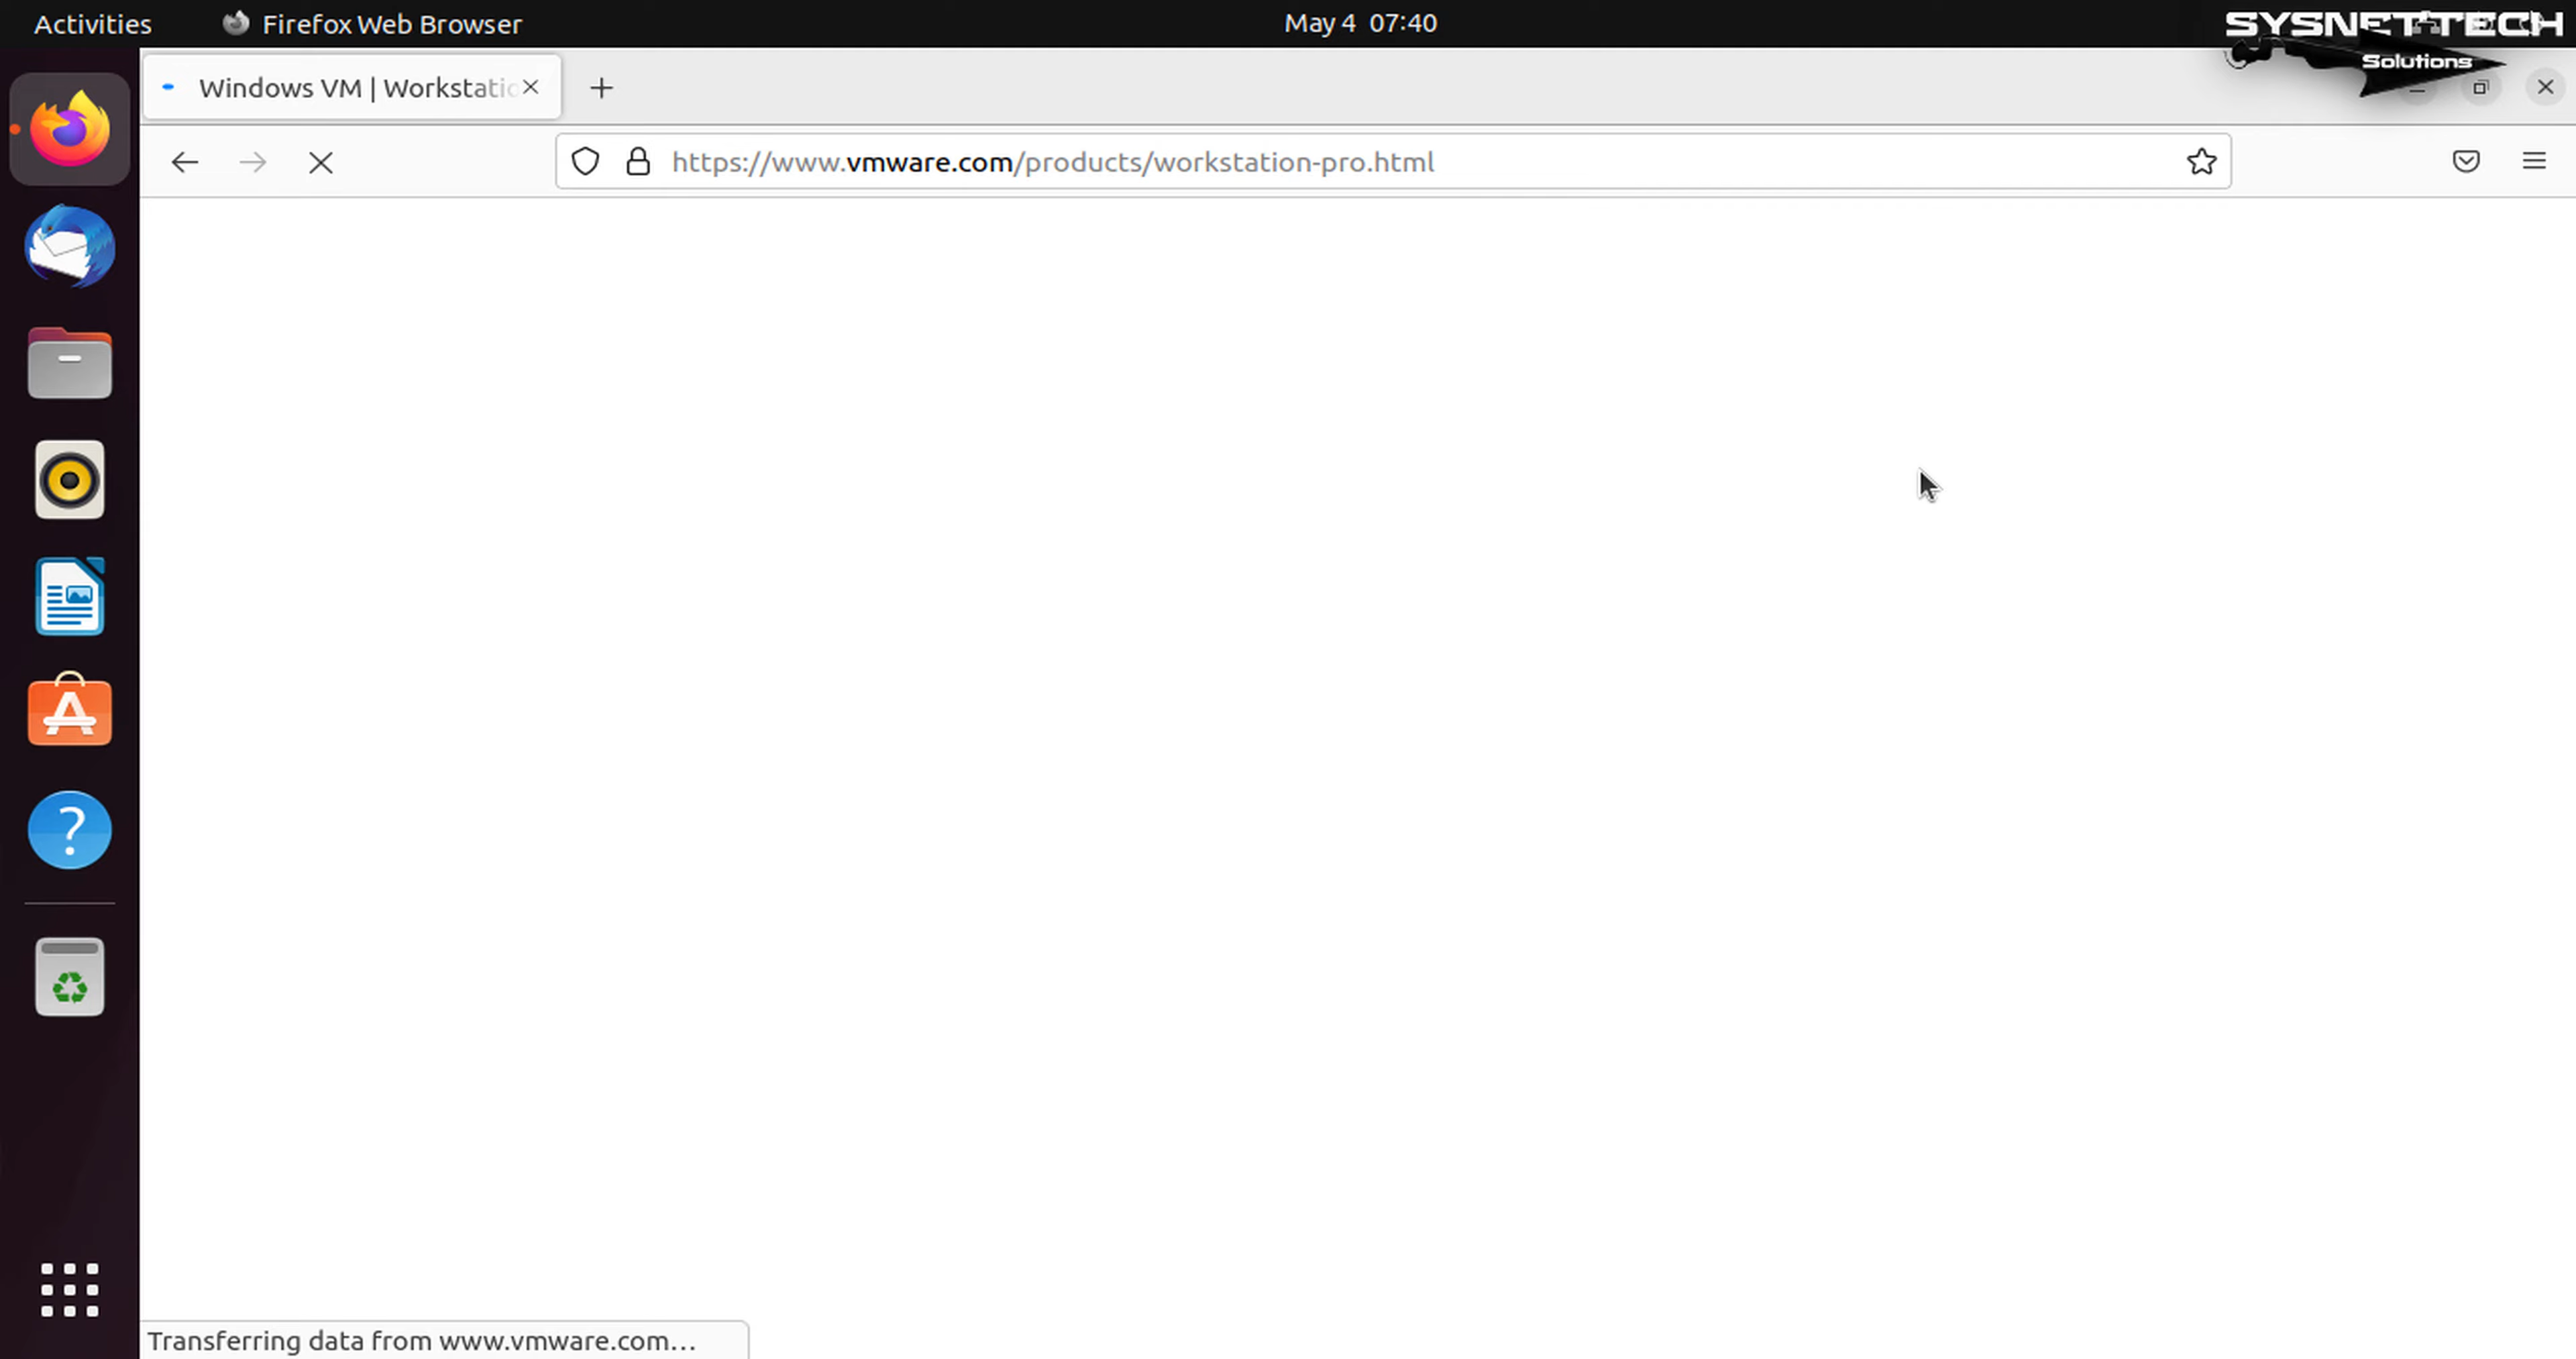 Activities
Firefox Web Browser
May 4 07:40
SYSNETTECH
Solutions
Windows VM | Workstatio
https://www.vmware.com/products/workstation-pro.html
Transferring data from www.vmware.com...